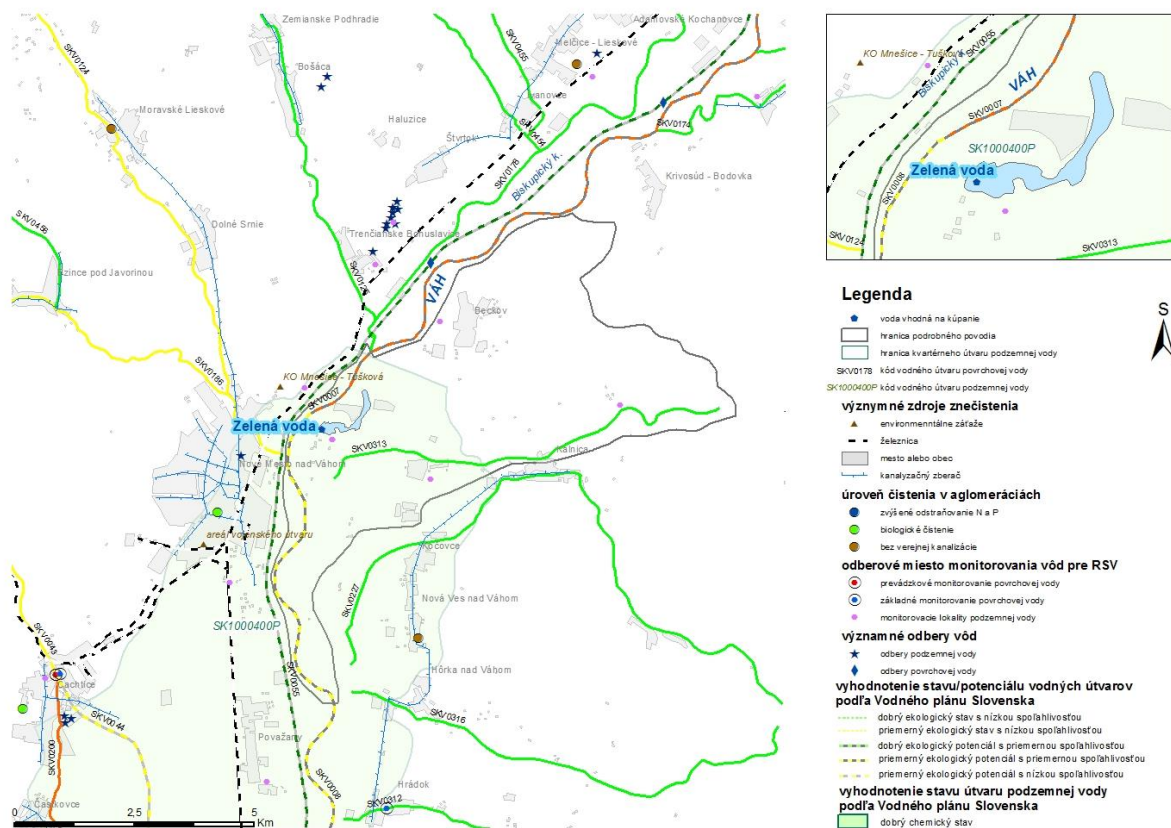 Zemianske Podhradie
Adamovské Kochanovce
SKV0124
SKV0455
Melčice - Lieskové
Bošáca
Ivanovce
Moravské Lieskové
Haluzice
Štvrtok
SKV0454
SKV0174
SKV0178
Biskupický k.
Krivosúd - Bodovka
Dolné Srnie
Trenčianske Bohuslavice
SKV0456
VÁH
Beckov
SKV0186
KO Mnešice - Tušková
SKV0007
Zelená voda
SKV0313
Kálnica
Nové Mesto nad Váhom
areál vojenského útvaru
Kočovce
SKV0227
Nová Ves nad Váhom
SK1000400P
SKV0043
SKV0055
Hôrka nad Váhom
Čachtice
SKV0044
SKV0316
SKV0200
Považany
SKV0008
Hrádok
SKV0312
Častkovce
0 2,5 5
Km
KO Mnešice - Tušková
SKV0055
Biskupický k.
VÁH
SKV0007
SK1000400P
Zelená voda
SKV0008
SKV0124
SKV0313
S
Legenda
voda vhodná na kúpanie
hranica podrobného povodia
hranica kvartérneho útvaru podzemnej vody
SKV0178 kód vodného útvaru povrchovej vody
SK1000400P kód vodného útvaru podzemnej vody
významné zdroje znečistenia
environmentálne záťaže
železnica
mesto alebo obec
kanalyzačný zberač
úroveň čistenia v aglomeráciách
zvýšené odstraňovanie N a P
biologické čistenie
bez verejnej kanalizácie
odberové miesto monitorovania vôd pre RSV
prevádzkové monitorovanie povrchovej vody
základné monitorovanie povrchovej vody
monitorovacie lokality podzemnej vody
významné odbery vôd
odbery podzemnej vody
odbery povrchovej vody
vyhodnotenie stavu/potenciálu vodných útvarov
podľa Vodného plánu Slovenska
dobrý ekologický stav s nízkou spoľahlivosťou
priemerný ekologický stav s nízkou spoľahlivosťou
dobrý ekologický potenciál s priemernou spoľahlivosťou
priemerný ekologický potenciál s priemernou spoľahlivosťou
priemerný ekologický potenciál s nízkou spoľahlivosťou
vyhodnotenie stavu útvaru podzemnej vody
podľa Vodného plánu Slovenska
dobrý chemický stav